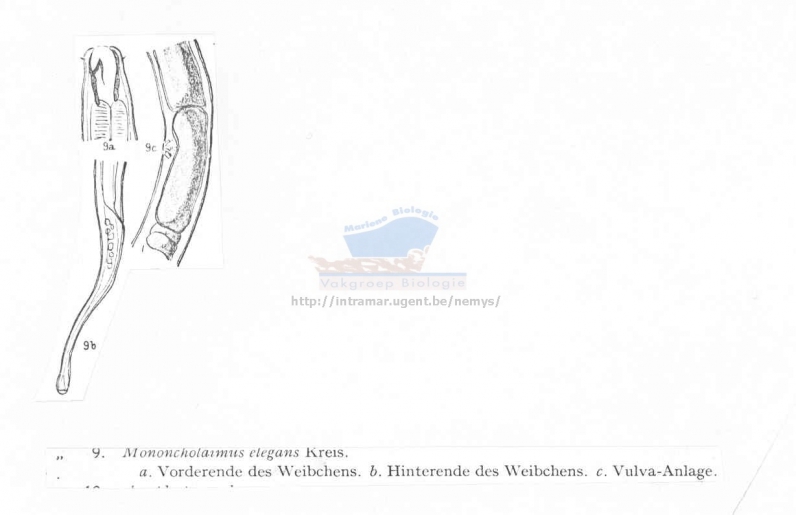 9a
9c
9b
Mariene Biologie
Vakgroep Biologie
http://intramar.ugent.be/nemys/
„ 9. Mononcholaimus elegans Kreis.
a. Vorderende des Weibchens. b. Hinterende des Weibchens. c. Vulva-Anlage.